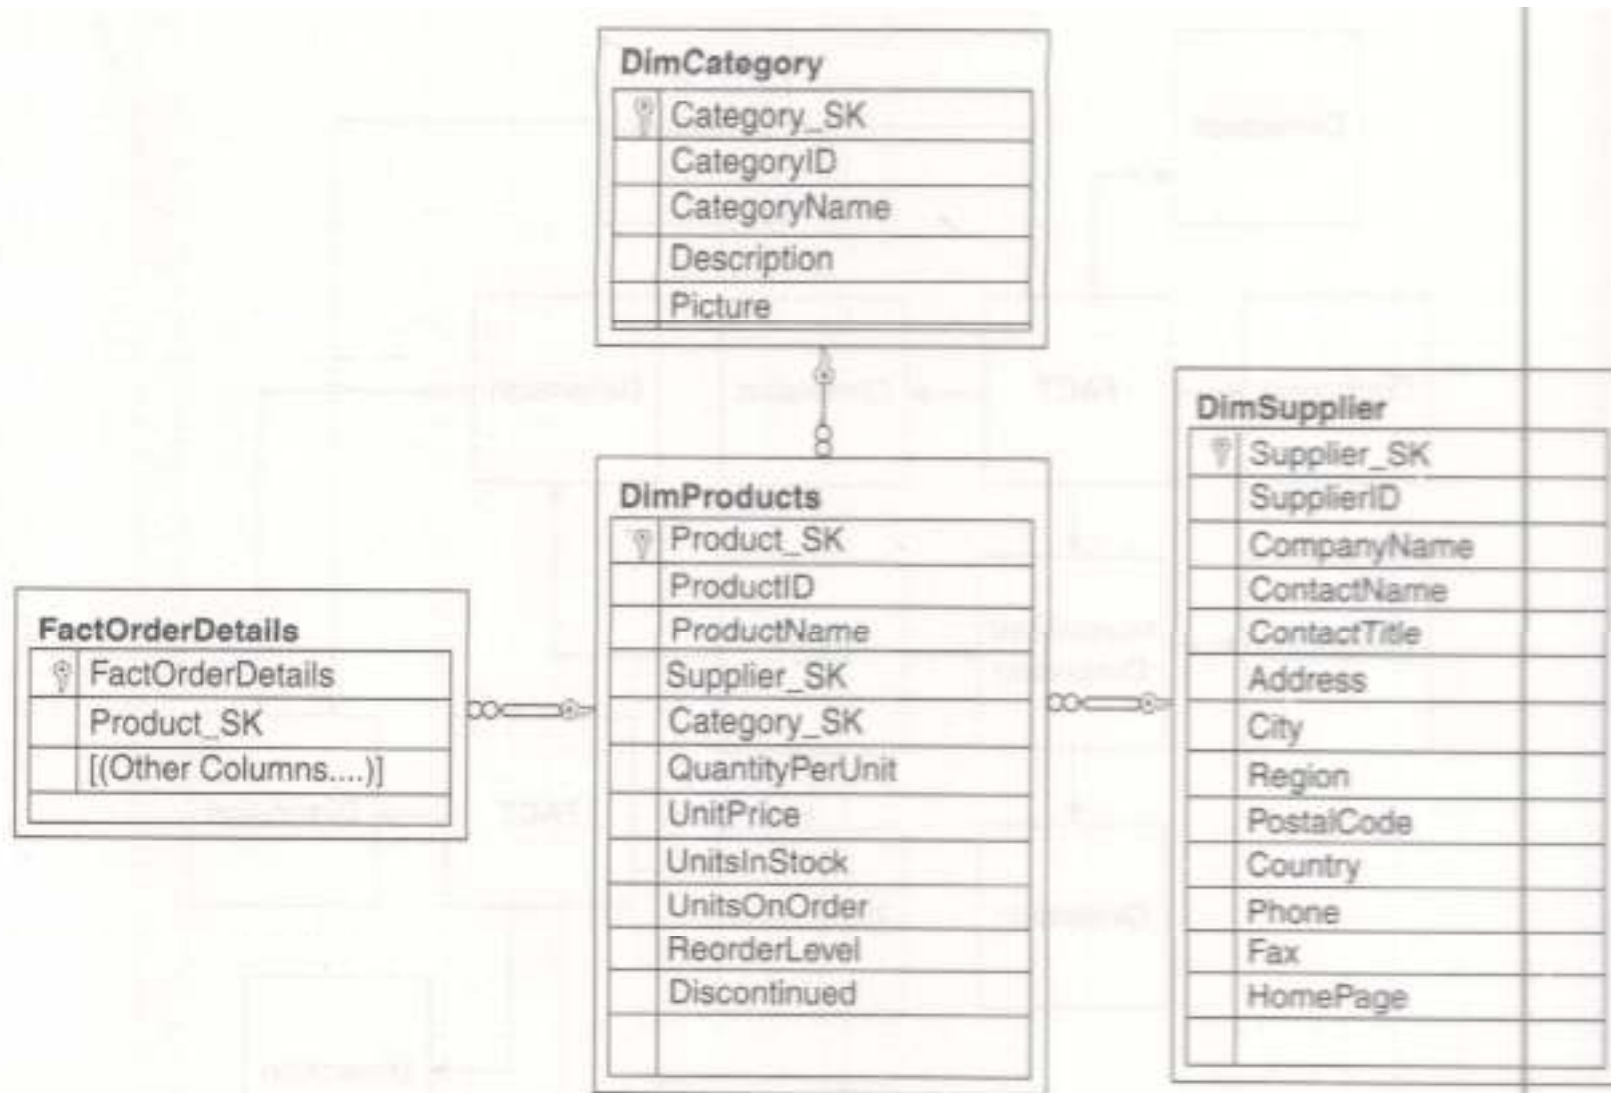 DimCategory
Category_SK
CategoryID
CategoryName
Description
Picture
DimProducts
Product_SK
ProductID
ProductName
Supplier_SK
Category_SK
QuantityPerUnit
UnitPrice
UnitsInStock
UnitsOnOrder
ReorderLevel
Discontinued
FactOrderDetails
FactOrderDetails
Product_SK
[(Other Columns....)]
DimSupplier
Supplier_SK
SupplierID
CompanyName
ContactName
ContactTitle
Address
City
Region
PostalCode
Country
Phone
Fax
HomePage